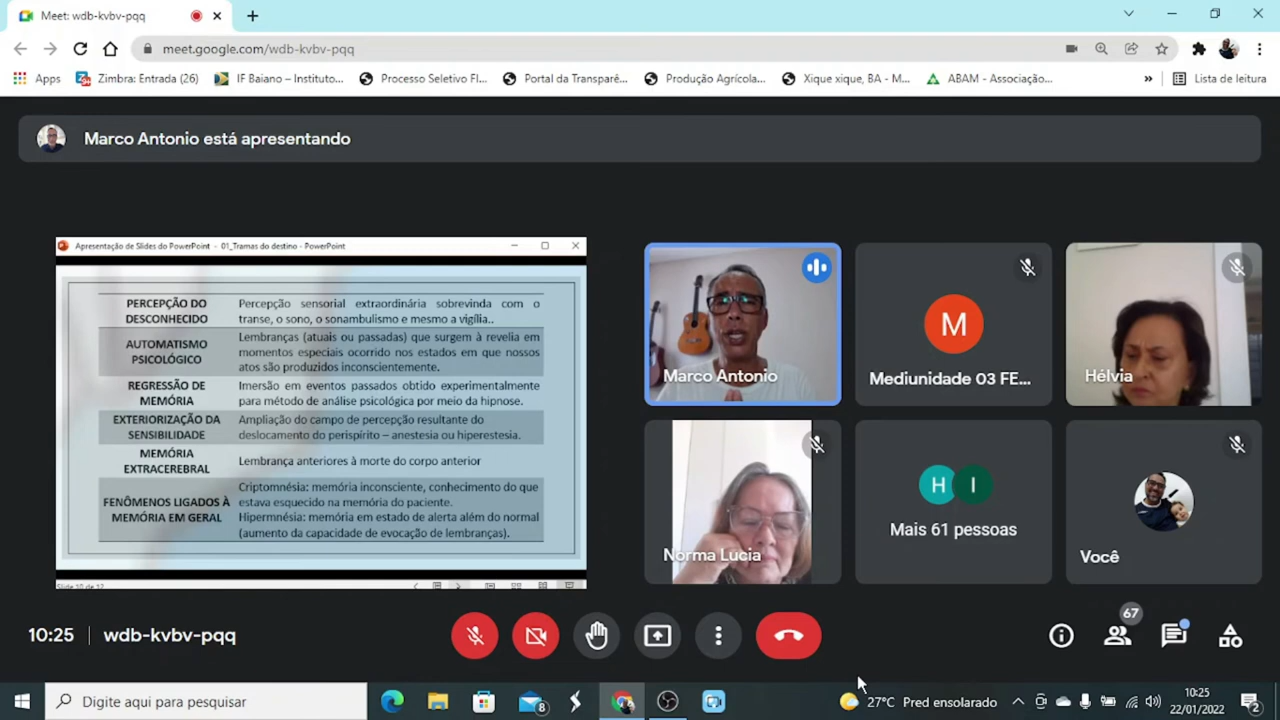 Meet: wdb-kvbv-pqq
meet.google.com/wdb-kvbv-pqq
Apps
Zimbra: Entrada (26)
IF Baiano – Instituto...
Processo Seletivo Fl...
Portal da Transparê...
Produção Agrícola...
Xique xique, BA - M...
ABAM - Associação...
»
Lista de leitura
Marco Antonio está apresentando
Apresentação de Slides do PowerPoint - 01_Tramas do destino - PowerPoint
PERCEPÇÃO DO
DESCONHECIDO
Percepção sensorial extraordinária sobrevinda com o
transe, o sono, o sonambulismo e mesmo a vigília..
AUTOMATISMO
PSICOLÓGICO
Lembranças (atuais ou passadas) que surgem à revelia em
momentos especiais ocorrido nos estados em que nossos
atos são produzidos inconscientemente.
REGRESSÃO DE
MEMÓRIA
Imersão em eventos passados obtido experimentalmente
para método de análise psicológica por meio da hipnose.
EXTERIORIZAÇÃO DA
SENSIBILIDADE
Ampliação do campo de percepção resultante do
deslocamento do perispírito – anestesia ou hiperestesia.
MEMÓRIA
EXTRACEREBRAL
Lembrança anteriores à morte do corpo anterior
FENÔMENOS LIGADOS À
MEMÓRIA EM GERAL
Criptomnésia: memória inconsciente, conhecimento do que
estava esquecido na memória do paciente.
Hipermnésia: memória em estado de alerta além do normal
(aumento da capacidade de evocação de lembranças).
Slide 10 de 12
Marco Antonio
M
Mediunidade 03 FE...
Hélvia
Norma Lucia
H I
Mais 61 pessoas
Você
10:25 | wdb-kvbv-pqq
67
Digite aqui para pesquisar
8
27°C Pred ensolarado
10:25
22/01/2022
2